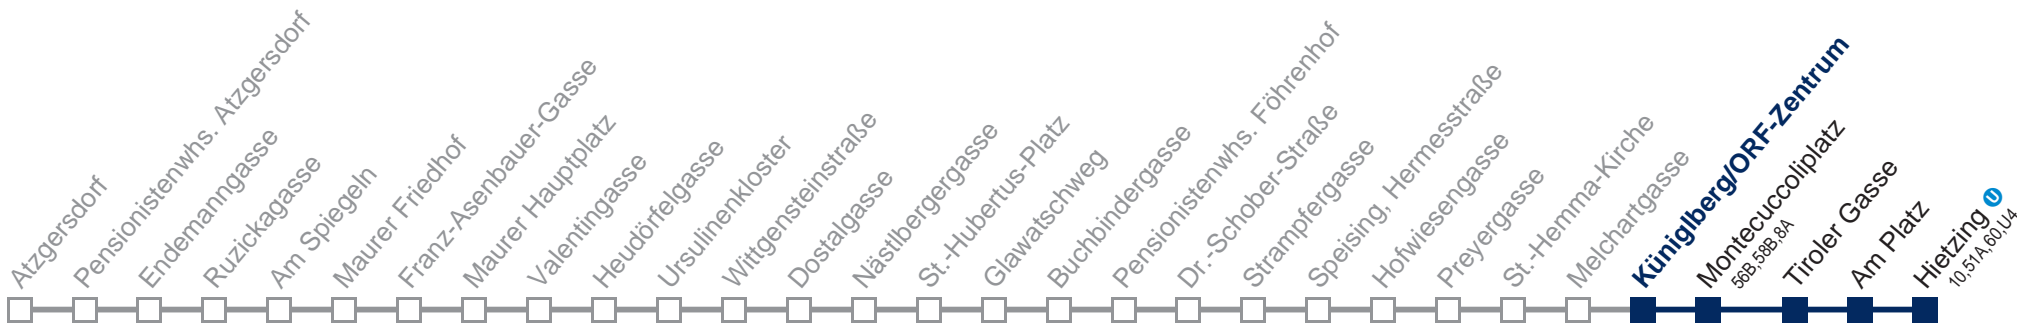 Atzgersdorf
Pensionistenwhs. Atzgersdorf
Endemanngasse
Ruzickagasse
Am Spiegeln
Maurer Friedhof
Franz-Asenbauer-Gasse
Maurer Hauptplatz
Valentingasse
Heudörfelgasse
Ursulinenkloster
Wittgensteinstraße
Dostalgasse
Nästlbergergasse
St.-Hubertus-Platz
Glawatschweg
Buchbindergasse
Pensionistenwhs. Föhrenhof
Dr.-Schober-Straße
Strampfergasse
Speising, Hermesstraße
Hofwiesengasse
Preyergasse
St.-Hemma-Kirche
Melchartgasse
Küniglberg/ORF-Zentrum
Montecuccoliplatz
56B,58B,8A
Tiroler Gasse
Am Platz
Hietzing U
10,51A,60,U4